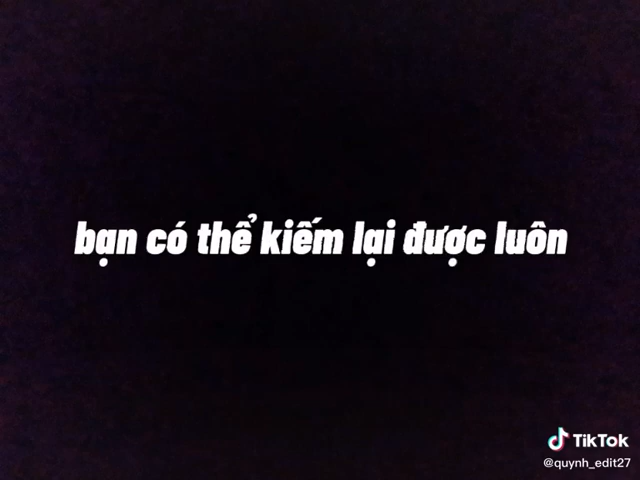 bạn có thể kiếm lại được luôn
TikTok
@quynh_edit27